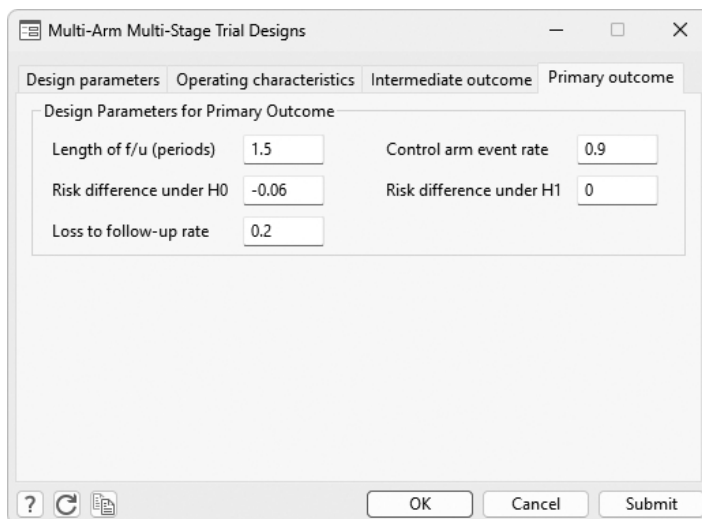 Multi-Arm Multi-Stage Trial Designs
Design parameters Operating characteristics Intermediate outcome Primary outcome
Design Parameters for Primary Outcome
Length of f/u (periods) 1.5 Control arm event rate 0.9
Risk difference under H0 -0.06 Risk difference under H1 0
Loss to follow-up rate 0.2
? OK Cancel Submit